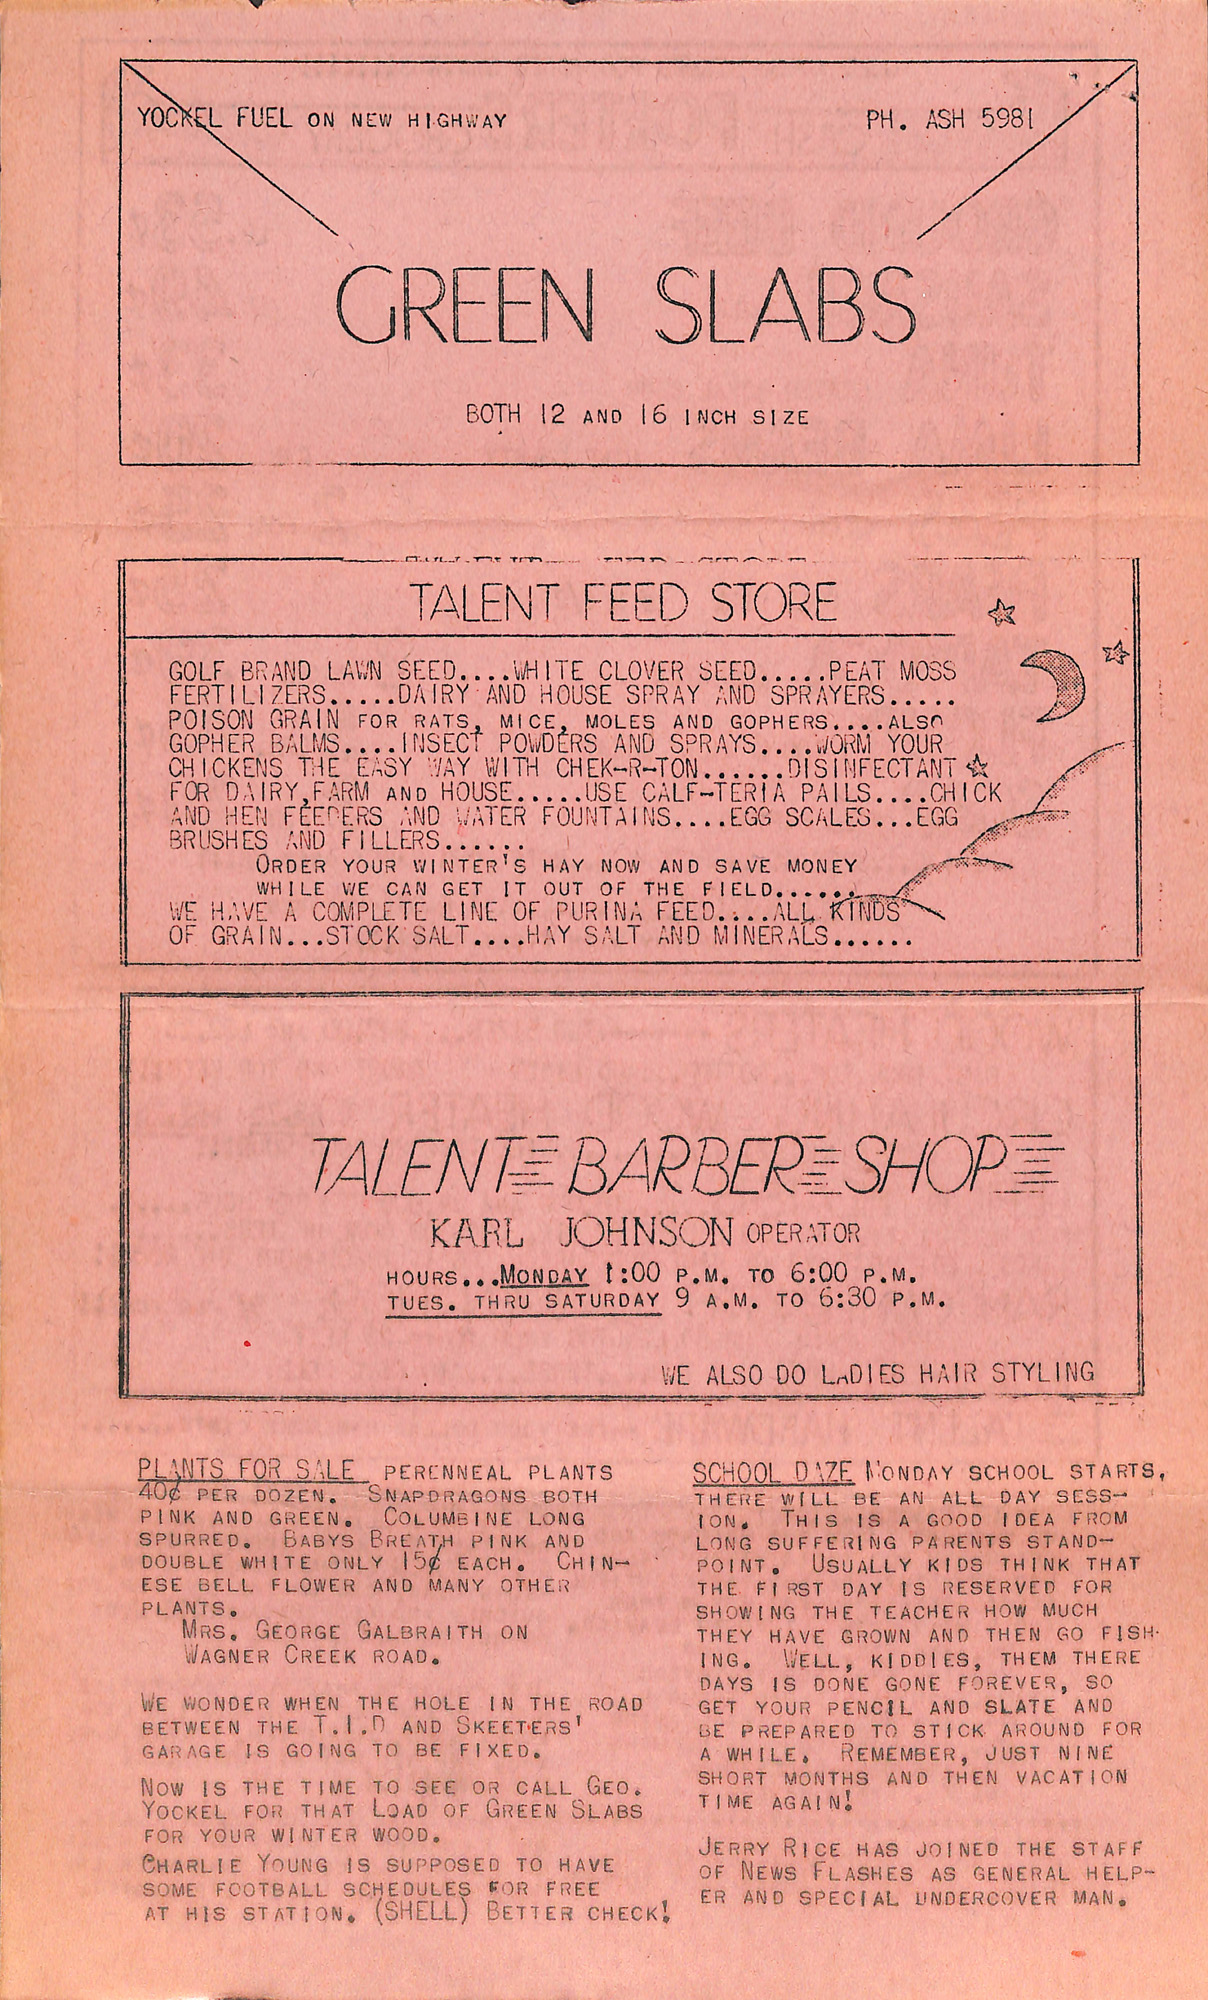 YOCKEL FUEL ON NEW HIGHWAY PH. ASH 5981
GREEN SLABS
BOTH 12 AND 16 INCH SIZE
TALENT FEED STORE
GOLF BRAND LAWN SEED....WHITE CLOVER SEED.....PEAT MOSS
FERTILIZERS.....DAIRY AND HOUSE SPRAY AND SPRAYERS.....
POISON GRAIN FOR RATS, MICE, MOLES AND GOPHERS....ALSO
GOPHER BALMS....INSECT POWDERS AND SPRAYS....WORM YOUR
CHICKENS THE EASY WAY WITH CHEK-R-TON......DISINFECTANT
FOR DAIRY,FARM AND HOUSE.....USE CALF-TERIA PAILS....CHICK
AND HEN FEEDERS AND WATER FOUNTAINS....EGG SCALES...EGG
BRUSHES AND FILLERS......
ORDER YOUR WINTER'S HAY NOW AND SAVE MONEY
WHILE WE CAN GET IT OUT OF THE FIELD......
WE HAVE A COMPLETE LINE OF PURINA FEED....ALL KINDS
OF GRAIN...STOCK SALT....HAY SALT AND MINERALS......
TALENT BARBER SHOP
KARL JOHNSON OPERATOR
HOURS...MONDAY 1:00 P.M. TO 6:00 P.M.
TUES. THRU SATURDAY 9 A.M. TO 6:30 P.M.
WE ALSO DO LADIES HAIR STYLING
PLANTS FOR SALE PERENNEAL PLANTS
40¢ PER DOZEN. SNAPDRAGONS BOTH
PINK AND GREEN. COLUMBINE LONG
SPURRED. BABYS BREATH PINK AND
DOUBLE WHITE ONLY 15¢ EACH. CHIN-
ESE BELL FLOWER AND MANY OTHER
PLANTS.
MRS. GEORGE GALBRAITH ON
WAGNER CREEK ROAD.
WE WONDER WHEN THE HOLE IN THE ROAD
BETWEEN THE T.I.D AND SKEETERS'
GARAGE IS GOING TO BE FIXED.
NOW IS THE TIME TO SEE OR CALL GEO.
YOCKEL FOR THAT LOAD OF GREEN SLABS
FOR YOUR WINTER WOOD.
CHARLIE YOUNG IS SUPPOSED TO HAVE
SOME FOOTBALL SCHEDULES FOR FREE
AT HIS STATION. (SHELL) BETTER CHECK!
SCHOOL DAZE MONDAY SCHOOL STARTS,
THERE WILL BE AN ALL DAY SESS-
ION. THIS IS A GOOD IDEA FROM
LONG SUFFERING PARENTS STAND-
POINT. USUALLY KIDS THINK THAT
THE FIRST DAY IS RESERVED FOR
SHOWING THE TEACHER HOW MUCH
THEY HAVE GROWN AND THEN GO FISH-
ING. WELL, KIDDIES, THEM THERE
DAYS IS DONE GONE FOREVER, SO
GET YOUR PENCIL AND SLATE AND
BE PREPARED TO STICK AROUND FOR
A WHILE. REMEMBER, JUST NINE
SHORT MONTHS AND THEN VACATION
TIME AGAIN!
JERRY RICE HAS JOINED THE STAFF
OF NEWS FLASHES AS GENERAL HELP-
ER AND SPECIAL UNDERCOVER MAN.